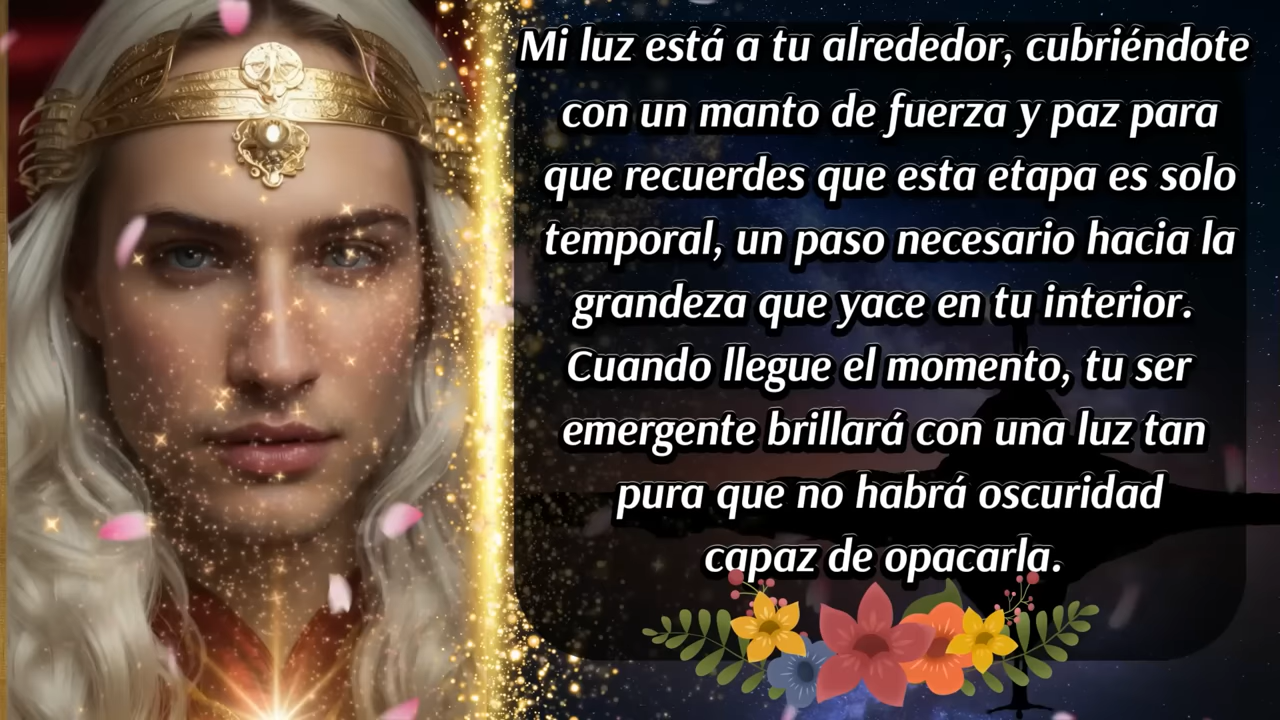 Mi luz está a tu alrededor, cubriéndote
con un manto de fuerza y paz para
que recuerdes que esta etapa es solo
temporal, un paso necesario hacia la
grandeza que yace en tu interior.
Cuando llegue el momento, tu ser
emergente brillará con una luz tan
pura que no habrá oscuridad
capaz de opacarla.